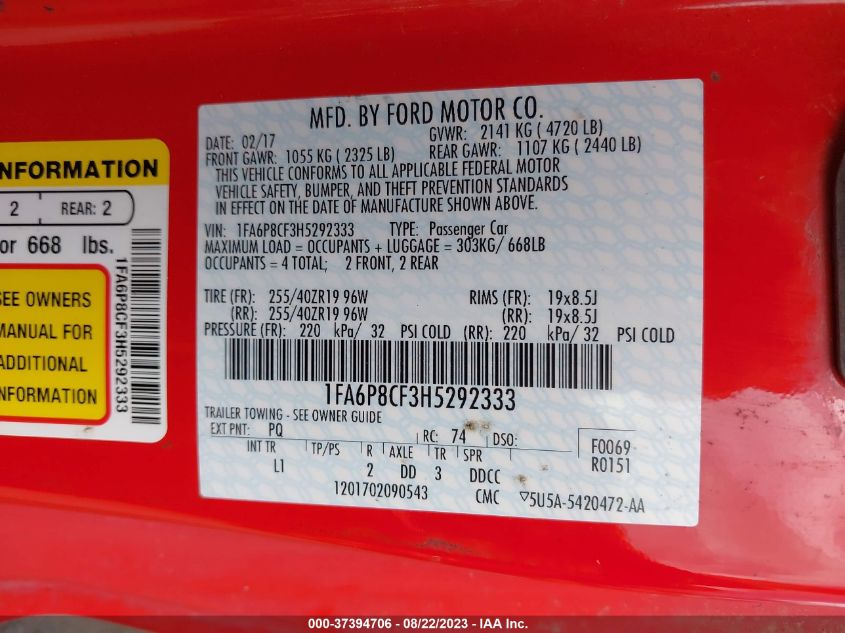 NFORMATION
2 REAR: 2
or 668 lbs.
SEE OWNERS
MANUAL FOR
ADDITIONAL
INFORMATION
1FA6P8CF3H5292333
MFD. BY FORD MOTOR CO.
DATE: 02/17 GVWR: 2141 KG ( 4720 LB)
FRONT GAWR: 1055 KG ( 2325 LB) REAR GAWR: 1107 KG ( 2440 LB)
THIS VEHICLE CONFORMS TO ALL APPLICABLE FEDERAL MOTOR
VEHICLE SAFETY, BUMPER, AND THEFT PREVENTION STANDARDS
IN EFFECT ON THE DATE OF MANUFACTURE SHOWN ABOVE.
VIN: 1FA6P8CF3H5292333 TYPE: Passenger Car
MAXIMUM LOAD = OCCUPANTS + LUGGAGE = 303KG/ 668LB
OCCUPANTS = 4 TOTAL; 2 FRONT, 2 REAR
TIRE (FR): 255/40ZR19 96W RIMS (FR): 19x8.5J
(RR): 255/40ZR19 96W (RR): 19x8.5J
PRESSURE (FR): 220 kPa/ 32 PSI COLD (RR): 220 kPa/ 32 PSI COLD
1FA6P8CF3H5292333
TRAILER TOWING - SEE OWNER GUIDE
EXT PNT: PQ RC: 74 DSO: F0069
INT TR TP/PS R AXLE TR SPR R0151
LI 2 DD 3 DDCC
1201702090543 CMC 5U5A-5420472-AA
000-37394706 - 08/22/2023 - IAA Inc.